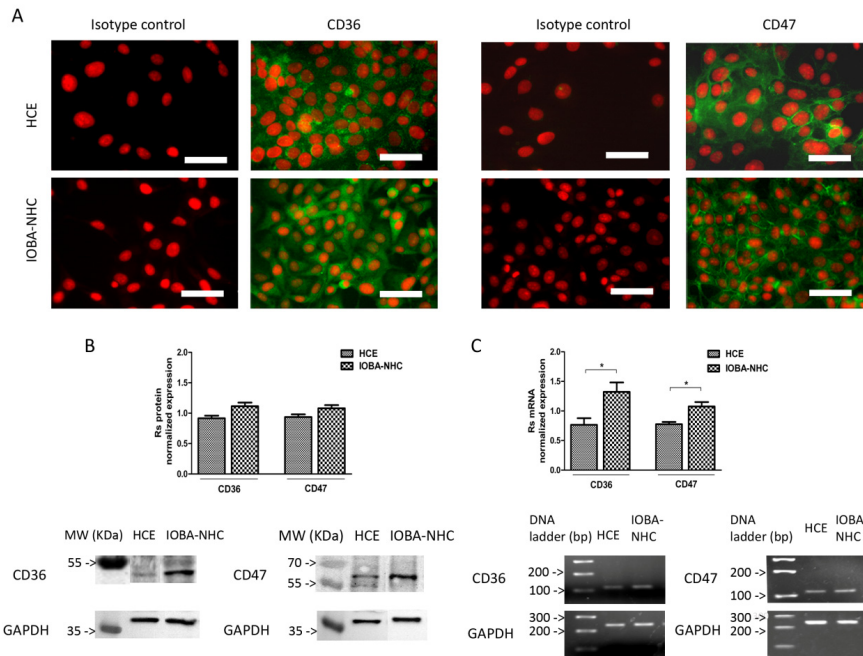 A
Isotype control
CD36
Isotype control
CD47
HCE
IOBA-NHC
B
HCE
IOBA-NHC
Rs protein
normalized expression
2.0
1.5
1.0
0.5
0.0
CD36
CD47
MW (KDa)
HCE
IOBA-NHC
55 ->
CD36
GAPDH
35 ->
MW (KDa)
HCE
IOBA-NHC
70 ->
55 ->
CD47
GAPDH
35 ->
C
HCE
IOBA-NHC
Rs mRNA
normalized expression
2.0
1.5
1.0
0.5
0.0
*
*
CD36
CD47
DNA
ladder (bp)
HCE
IOBA-
NHC
CD36
200 ->
100 ->
GAPDH
300 ->
200 ->
DNA
ladder (bp)
HCE
IOBA
NHC
CD47
200 ->
100 ->
GAPDH
300 ->
200 ->